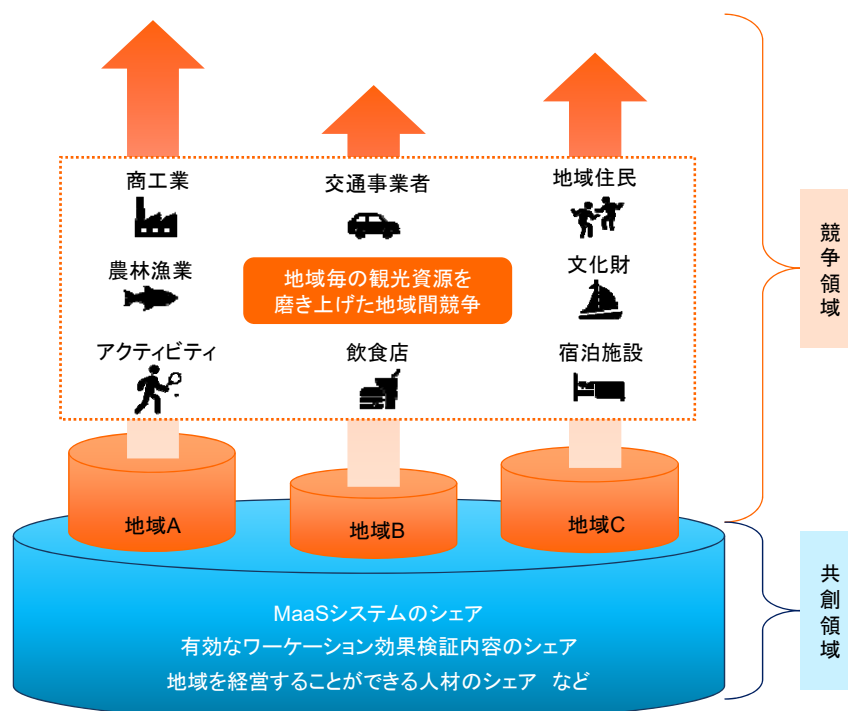 商工業
交通事業者
地域住民
農林漁業
地域毎の観光資源を
磨き上げた地域間競争
文化財
アクティビティ
飲食店
宿泊施設
競争領域
地域A
地域B
地域C
MaaSシステムのシェア
有効なワーケーション効果検証内容のシェア
地域を経営することができる人材のシェア など
共創領域